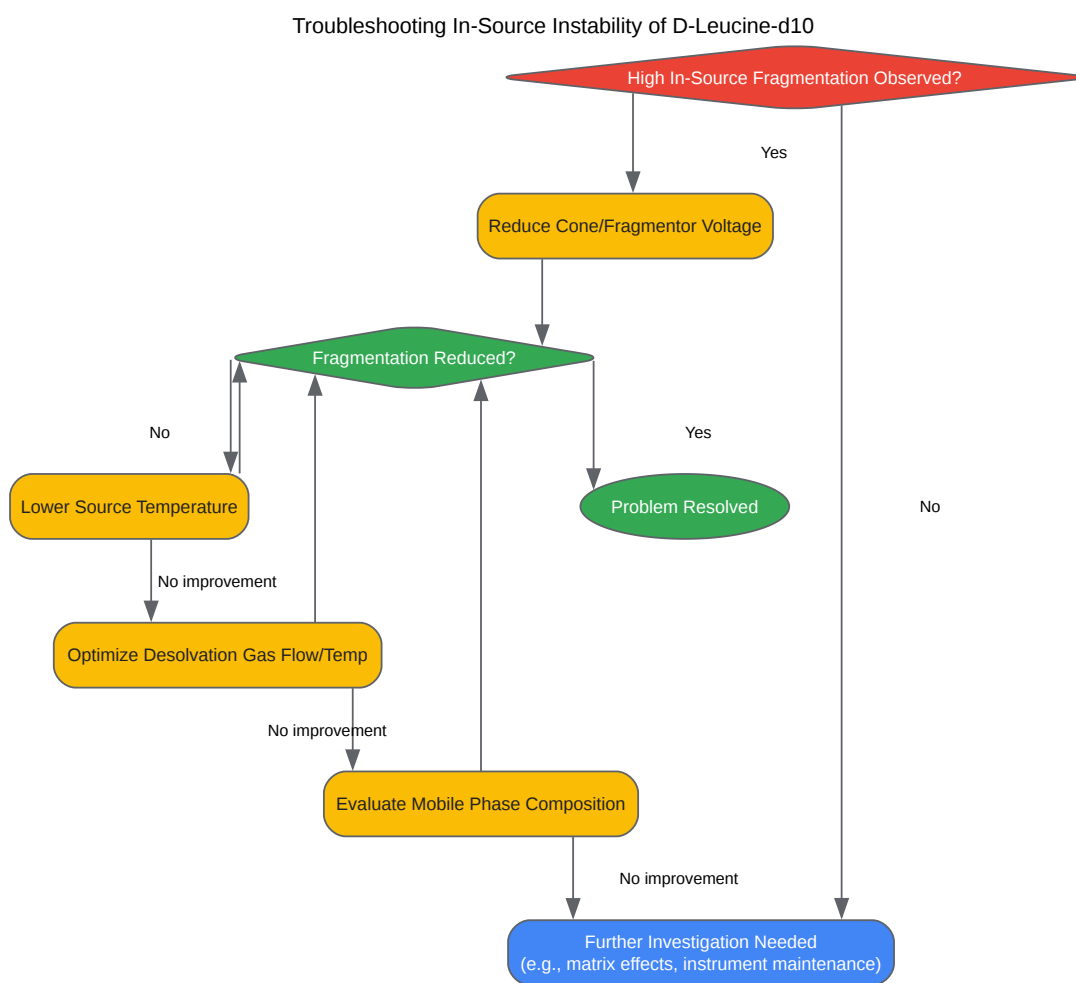 Troubleshooting In-Source Instability of D-Leucine-d10
High In-Source Fragmentation Observed?
Yes
Reduce Cone/Fragmentor Voltage
Fragmentation Reduced?
No
Yes
Lower Source Temperature
Problem Resolved
No
No improvement
Optimize Desolvation Gas Flow/Temp
No improvement
Evaluate Mobile Phase Composition
No improvement
Further Investigation Needed
(e.g., matrix effects, instrument maintenance)